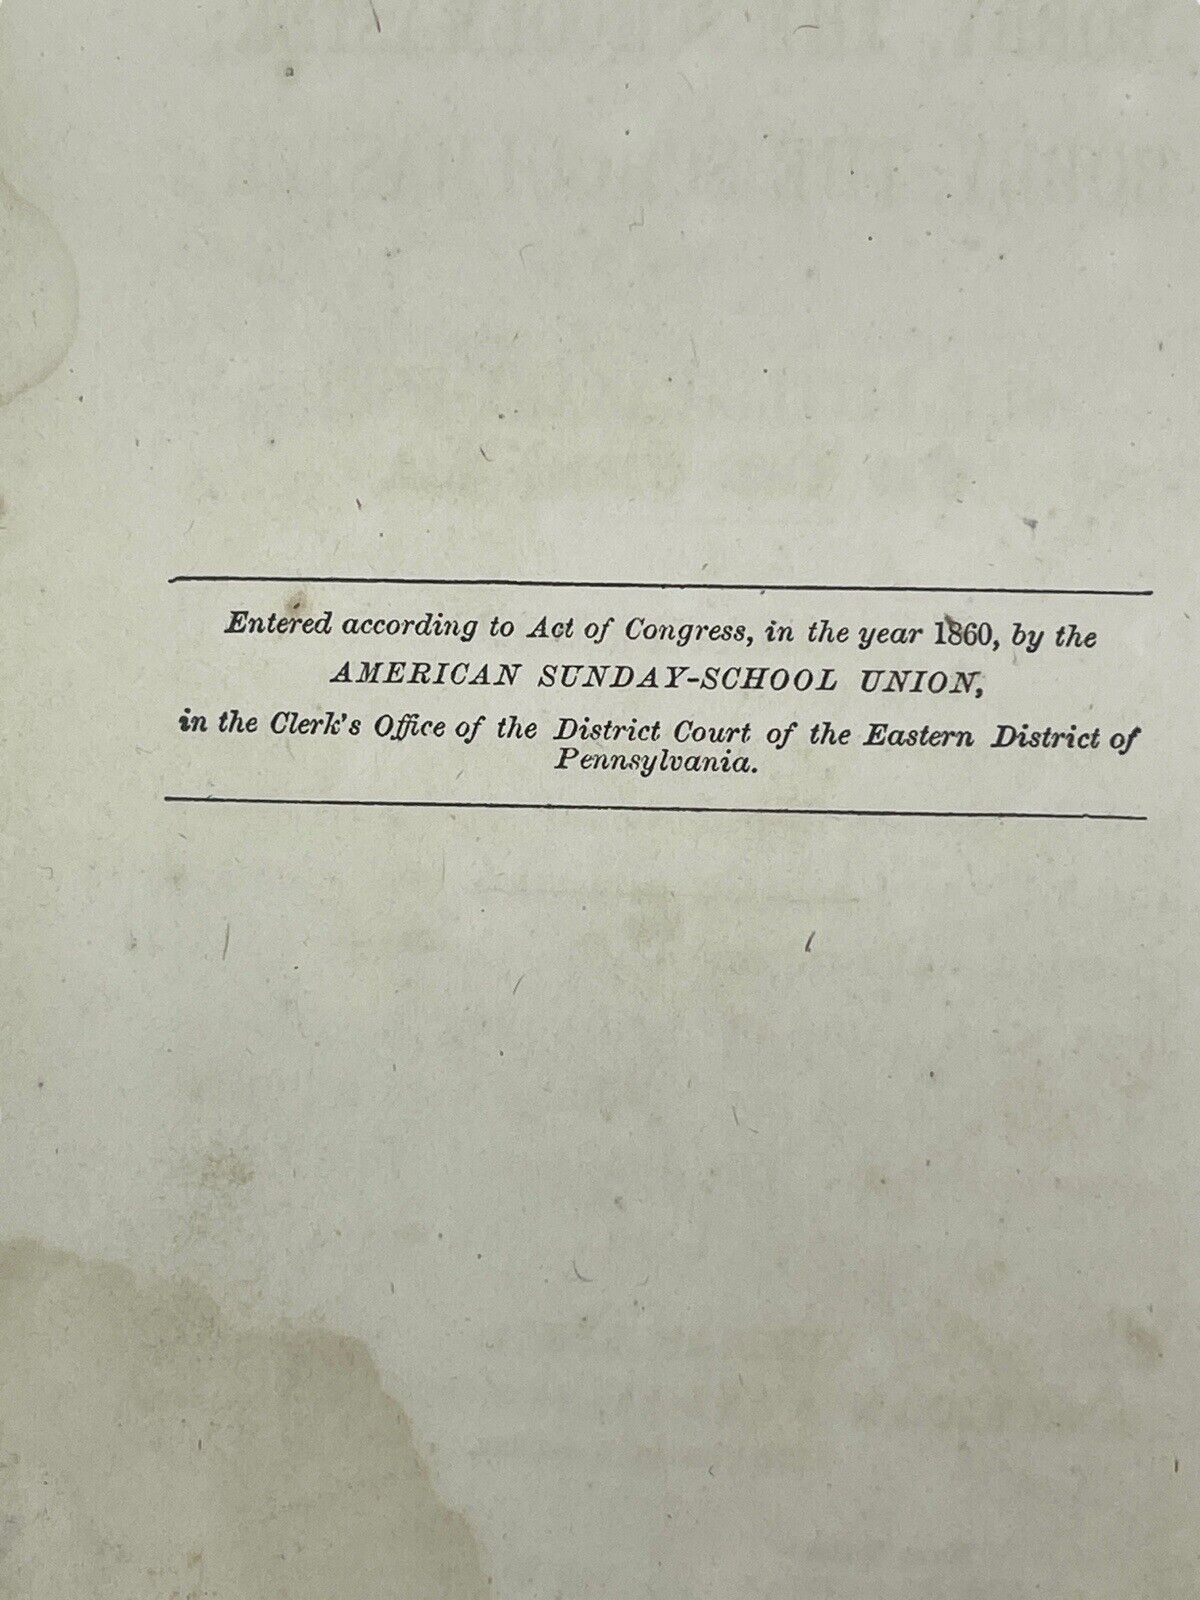 Entered according to Act of Congress, in the year 1860, by the
AMERICAN SUNDAY-SCHOOL UNION,
in the Clerk's Office of the District Court of the Eastern District of
Pennsylvania.